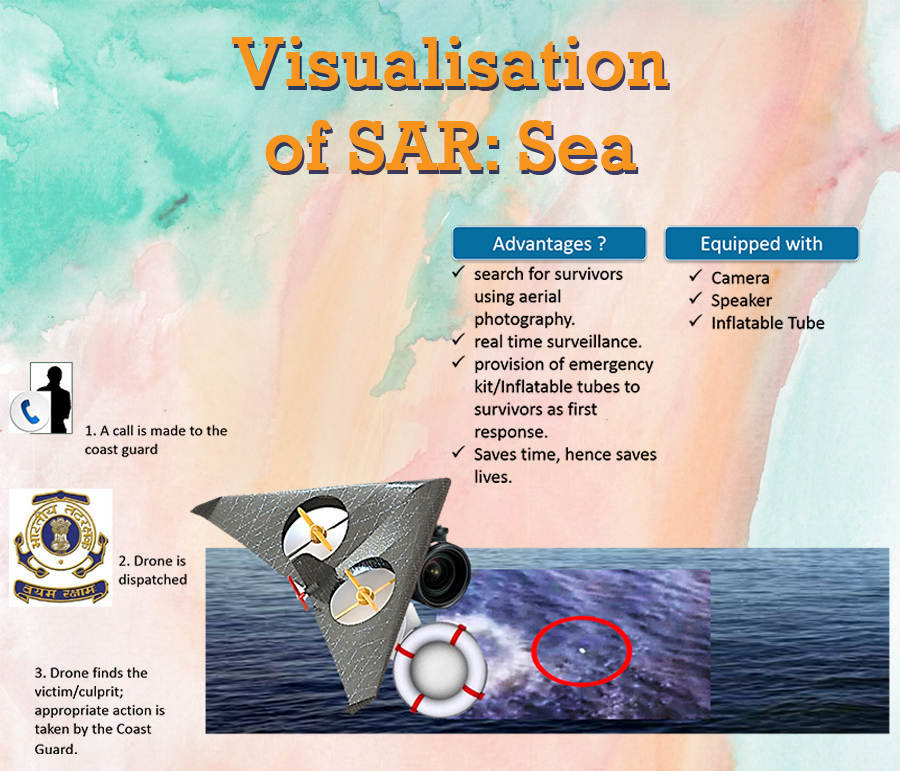 Visualisation
of SAR: Sea
Advantages ?
✓ search for survivors
using aerial
photography.
✓ real time surveillance.
✓ provision of emergency
kit/Inflatable tubes to
survivors as first
response.
✓ Saves time, hence saves
lives.
Equipped with
✓ Camera
✓ Speaker
✓ Inflatable Tube
1. A call is made to the
coast guard
भारतीय तटरक्षक
वयम रक्षामः
2. Drone is
dispatched
3. Drone finds the
victim/culprit;
appropriate action is
taken by the Coast
Guard.